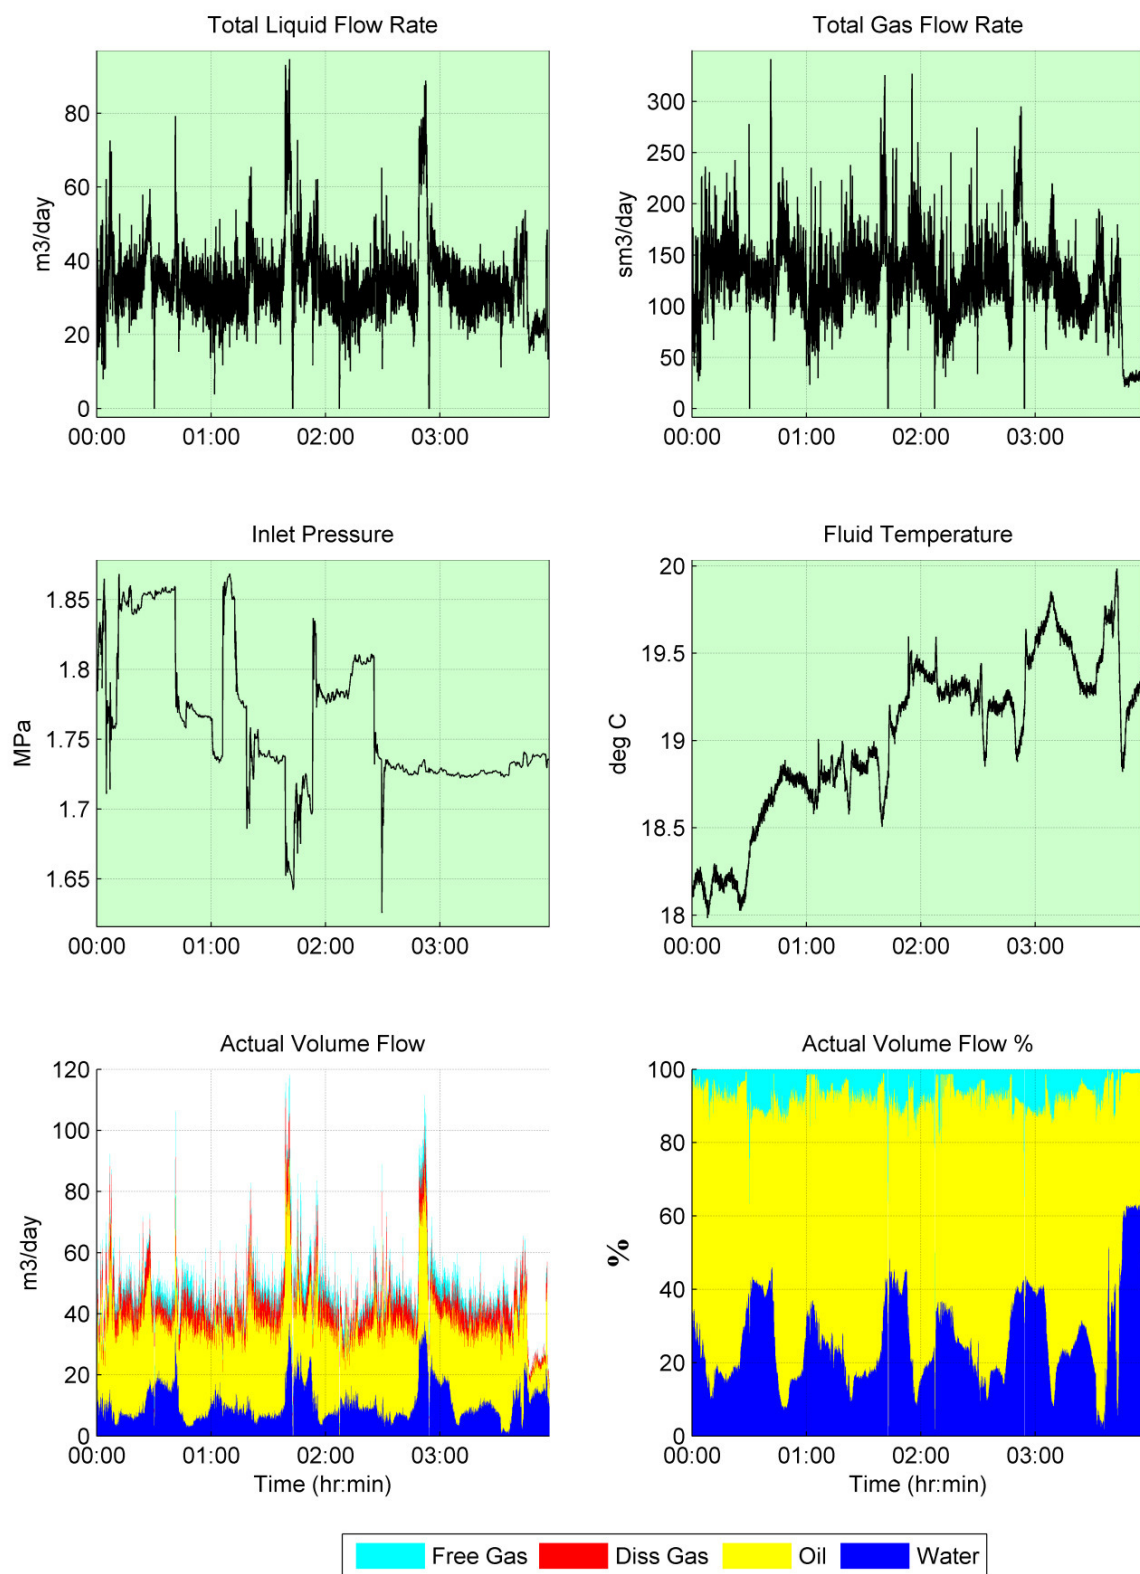 Total Liquid Flow Rate
m3/day
80
60
40
20
0
00:00 01:00 02:00 03:00
Total Gas Flow Rate
sm3/day
300
250
200
150
100
50
0
00:00 01:00 02:00 03:00
Inlet Pressure
MPa
1.85
1.8
1.75
1.7
1.65
00:00 01:00 02:00 03:00
Fluid Temperature
deg C
20
19.5
19
18.5
18
00:00 01:00 02:00 03:00
Actual Volume Flow
m3/day
120
100
80
60
40
20
0
00:00 01:00 02:00 03:00
Time (hr:min)
Actual Volume Flow %
%
100
80
60
40
20
0
00:00 01:00 02:00 03:00
Time (hr:min)
Free Gas Diss Gas Oil Water